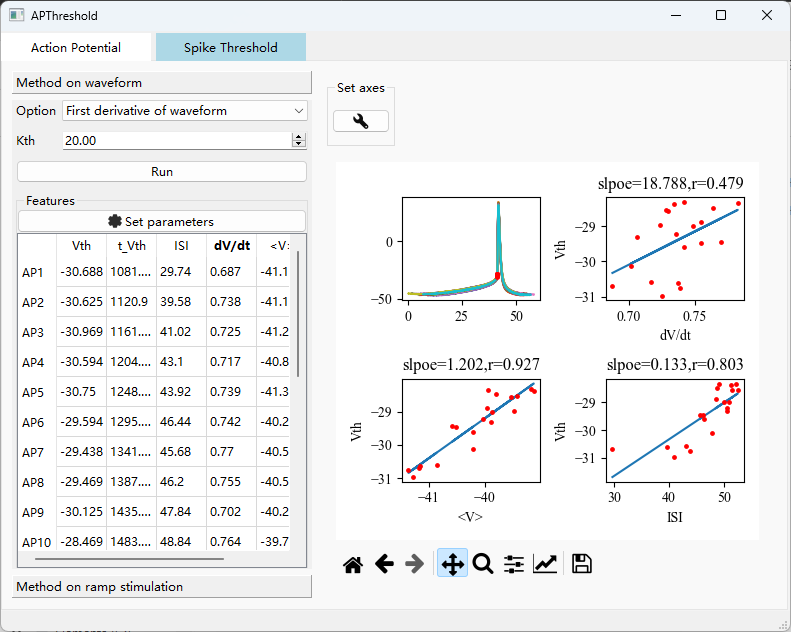 APThreshold
Action Potential
Spike Threshold
Method on waveform
Option First derivative of waveform
Kth 20.00
Run
Features
Set parameters
Vth t_Vth ISI dV/dt <V>
AP1 -30.688 1081.... 29.74 0.687 -41.1
AP2 -30.625 1120.9 39.58 0.738 -41.1
AP3 -30.969 1161.... 41.02 0.725 -41.2
AP4 -30.594 1204.... 43.1 0.717 -40.8
AP5 -30.75 1248.... 43.92 0.739 -41.3
AP6 -29.594 1295.... 46.44 0.742 -40.2
AP7 -29.438 1341.... 45.68 0.77 -40.5
AP8 -29.469 1387.... 46.2 0.755 -40.5
AP9 -30.125 1435.... 47.84 0.702 -40.2
AP10 -28.469 1483.... 48.84 0.764 -39.7
Method on ramp stimulation
Set axes
0
−50
0 25 50
slpoe=18.788,r=0.479
Vth
−29
−30
−31
0.70 0.75
dV/dt
slpoe=1.202,r=0.927
Vth
−29
−30
−31
−41 −40
<V>
slpoe=0.133,r=0.803
Vth
−29
−30
−31
30 40 50
ISI